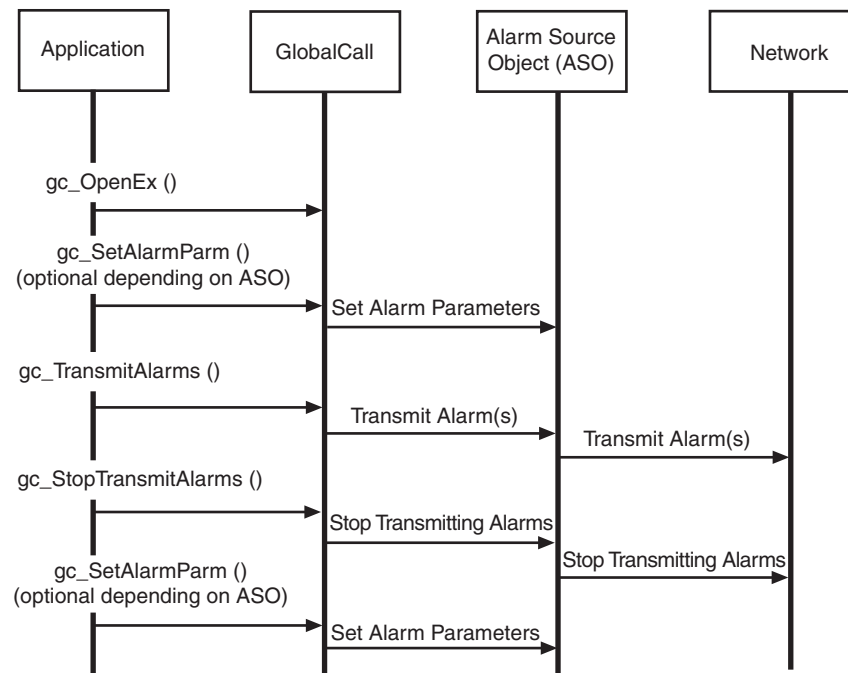 Application
GlobalCall
Alarm Source
Object (ASO)
Network
gc_OpenEx ()
gc_SetAlarmParm ()
(optional depending on ASO)
Set Alarm Parameters
gc_TransmitAlarms ()
Transmit Alarm(s)
Transmit Alarm(s)
gc_StopTransmitAlarms ()
Stop Transmitting Alarms
Stop Transmitting Alarms
gc_SetAlarmParm ()
(optional depending on ASO)
Set Alarm Parameters